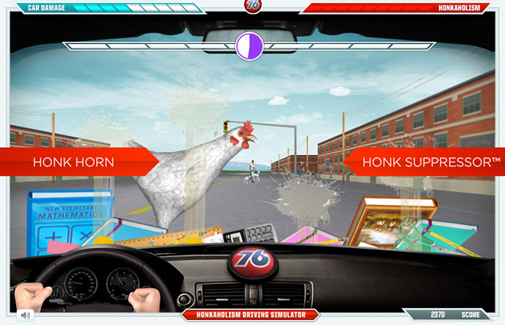 CAR DAMAGE
76
HONKAHOLISM
HONK HORN
HONK SUPPRESSOR™
NEW ELEMENTARY
MATHEMATICS
76
HONKAHOLISM DRIVING SIMULATOR
2370 SCORE